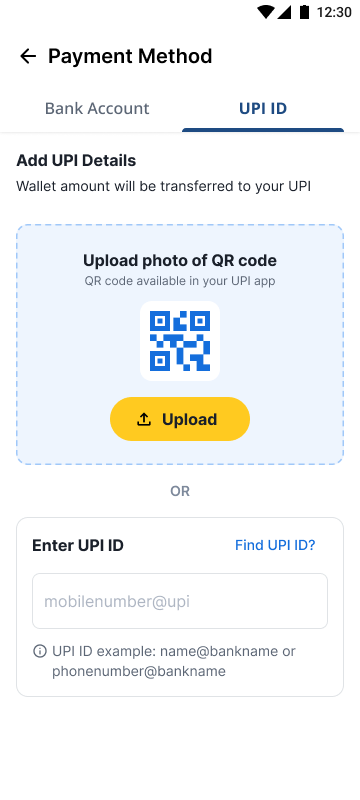 12:30
Payment Method
Bank Account
UPI ID
Add UPI Details
Wallet amount will be transferred to your UPI
Upload photo of QR code
QR code available in your UPI app
Upload
OR
Enter UPI ID
Find UPI ID?
mobilenumber@upi
UPI ID example: name@bankname or
phonenumber@bankname